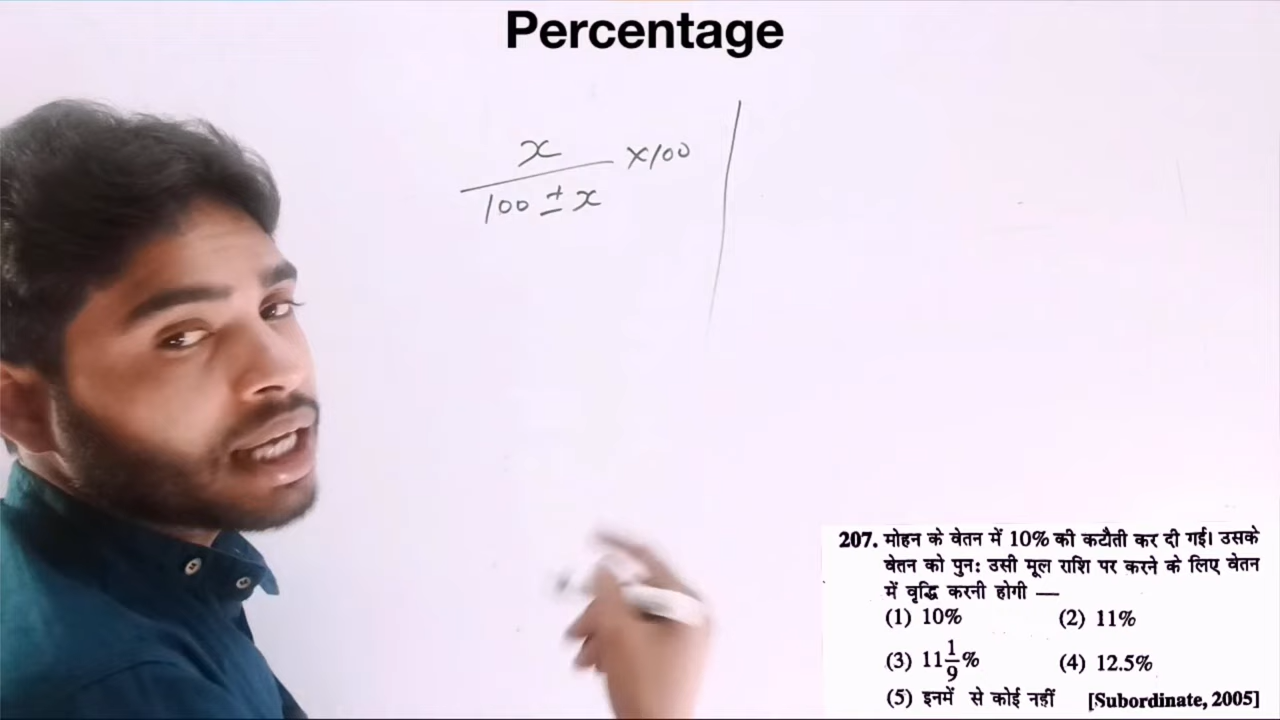 Percentage
x ×100
100 ± x
207. मोहन के वेतन में 10% की कटौती कर दी गई। उसके
वेतन को पुन: उसी मूल राशि पर करने के लिए वेतन
में वृद्धि करनी होगी —
(1) 10% (2) 11%
(3) 11 1/9 % (4) 12.5%
(5) इनमें से कोई नहीं [Subordinate, 2005]